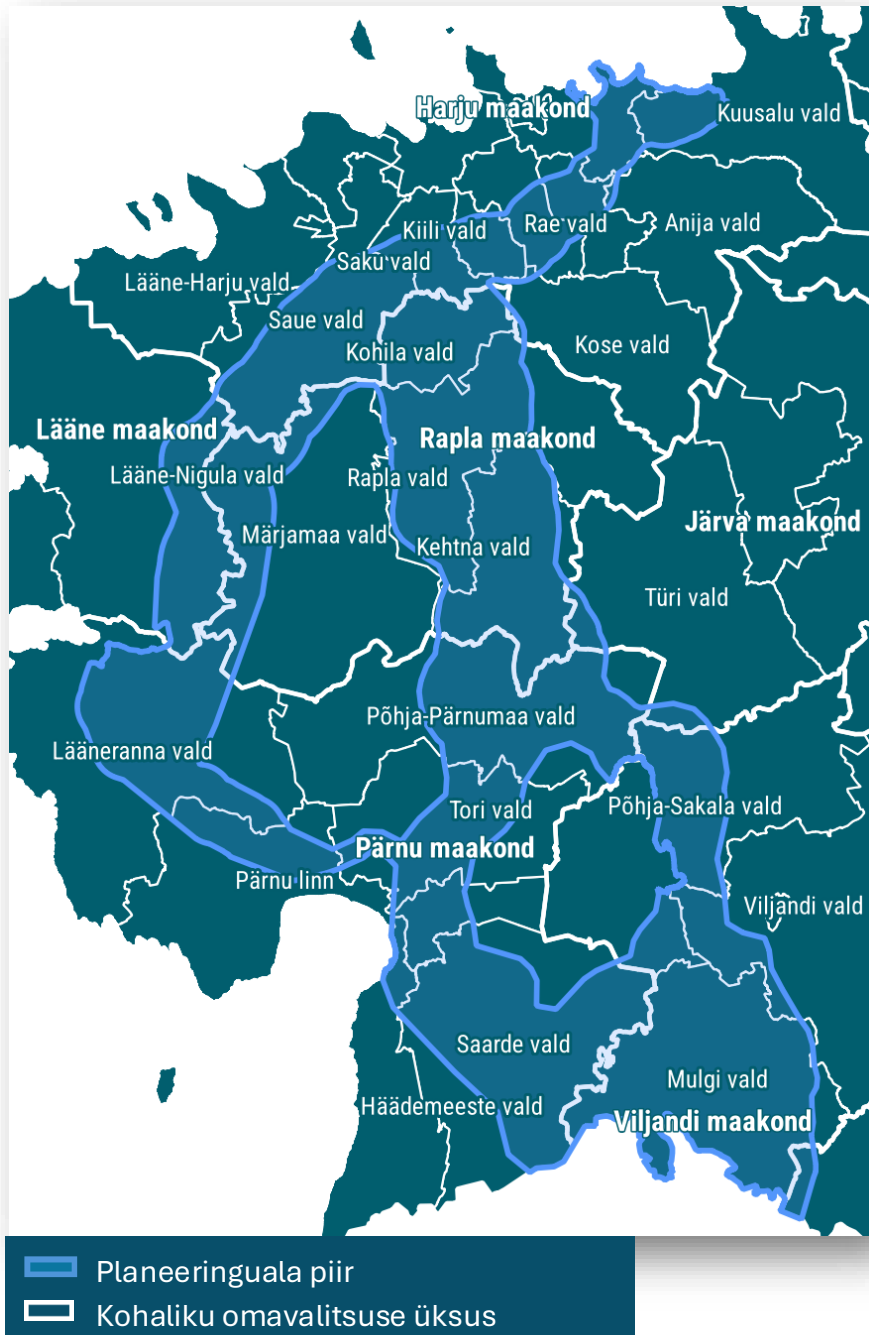 Harju maakond
Kuusalu vald
Kiili vald
Rae vald
Anija vald
Saku vald
Lääne-Harju vald
Saue vald
Kohila vald
Kose vald
Lääne maakond
Rapla maakond
Lääne-Nigula vald
Rapla vald
Järva maakond
Märjamaa vald
Kehtna vald
Türi vald
Põhja-Pärnumaa vald
Lääneranna vald
Tori vald
Põhja-Sakala vald
Pärnu maakond
Pärnu linn
Viljandi vald
Saarde vald
Mulgi vald
Häädemeeste vald
Viljandi maakond
Planeeringuala piir
Kohaliku omavalitsuse üksus